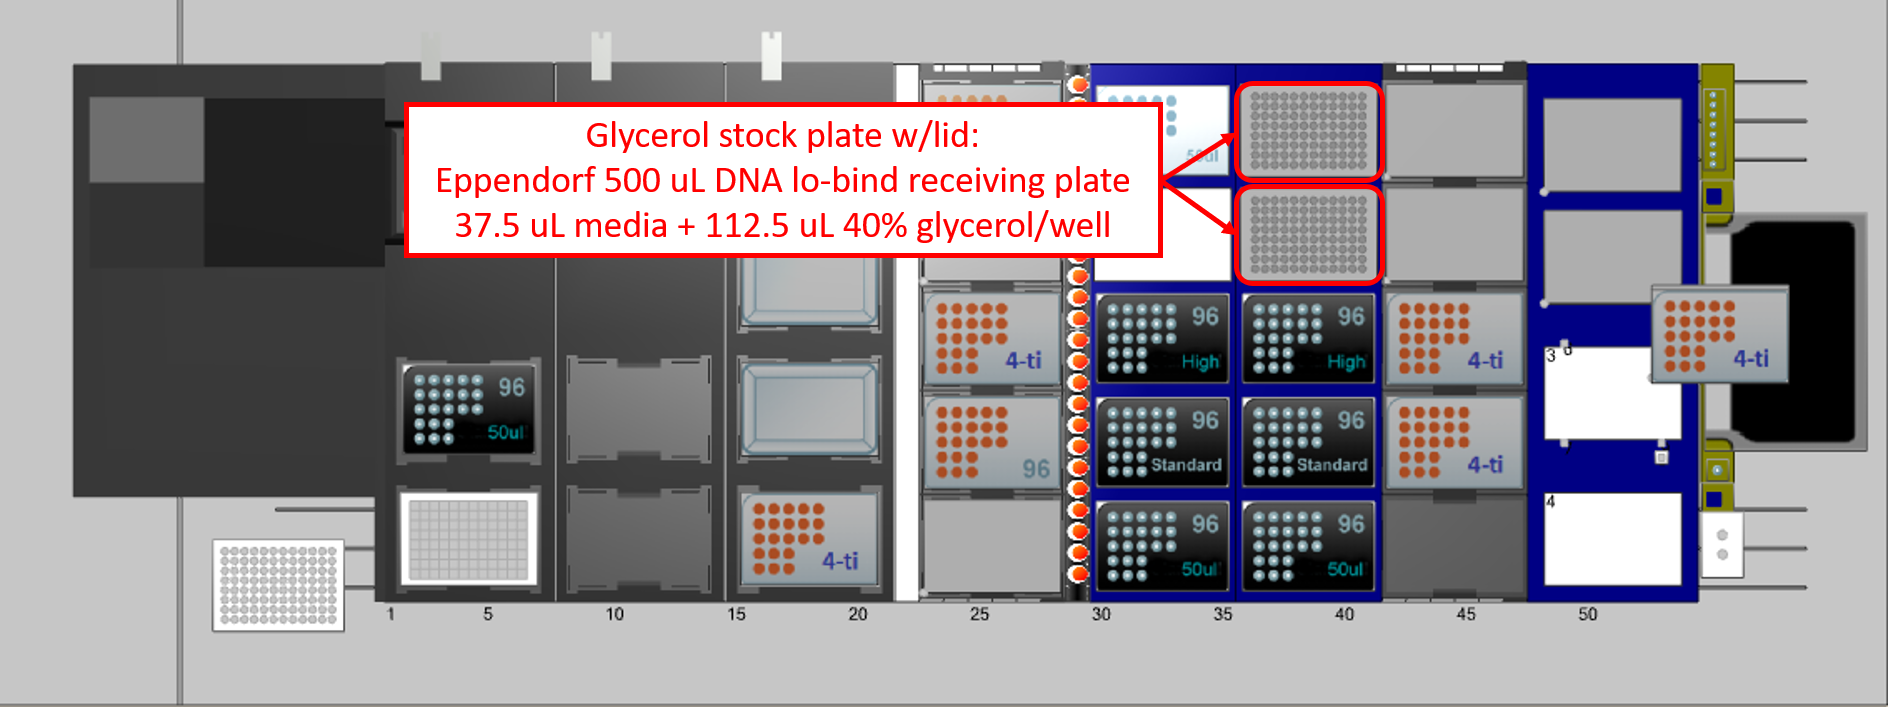 Glycerol stock plate w/lid:
Eppendorf 500 uL DNA lo-bind receiving plate
37.5 uL media + 112.5 uL 40% glycerol/well
50ul
96
High
96
High
96
4-ti
4-ti
4-ti
3
6
96
50ul
96
96
Standard
96
Standard
4-ti
4-ti
96
50ul
96
50ul
4
1
5
10
15
20
25
30
35
40
45
50